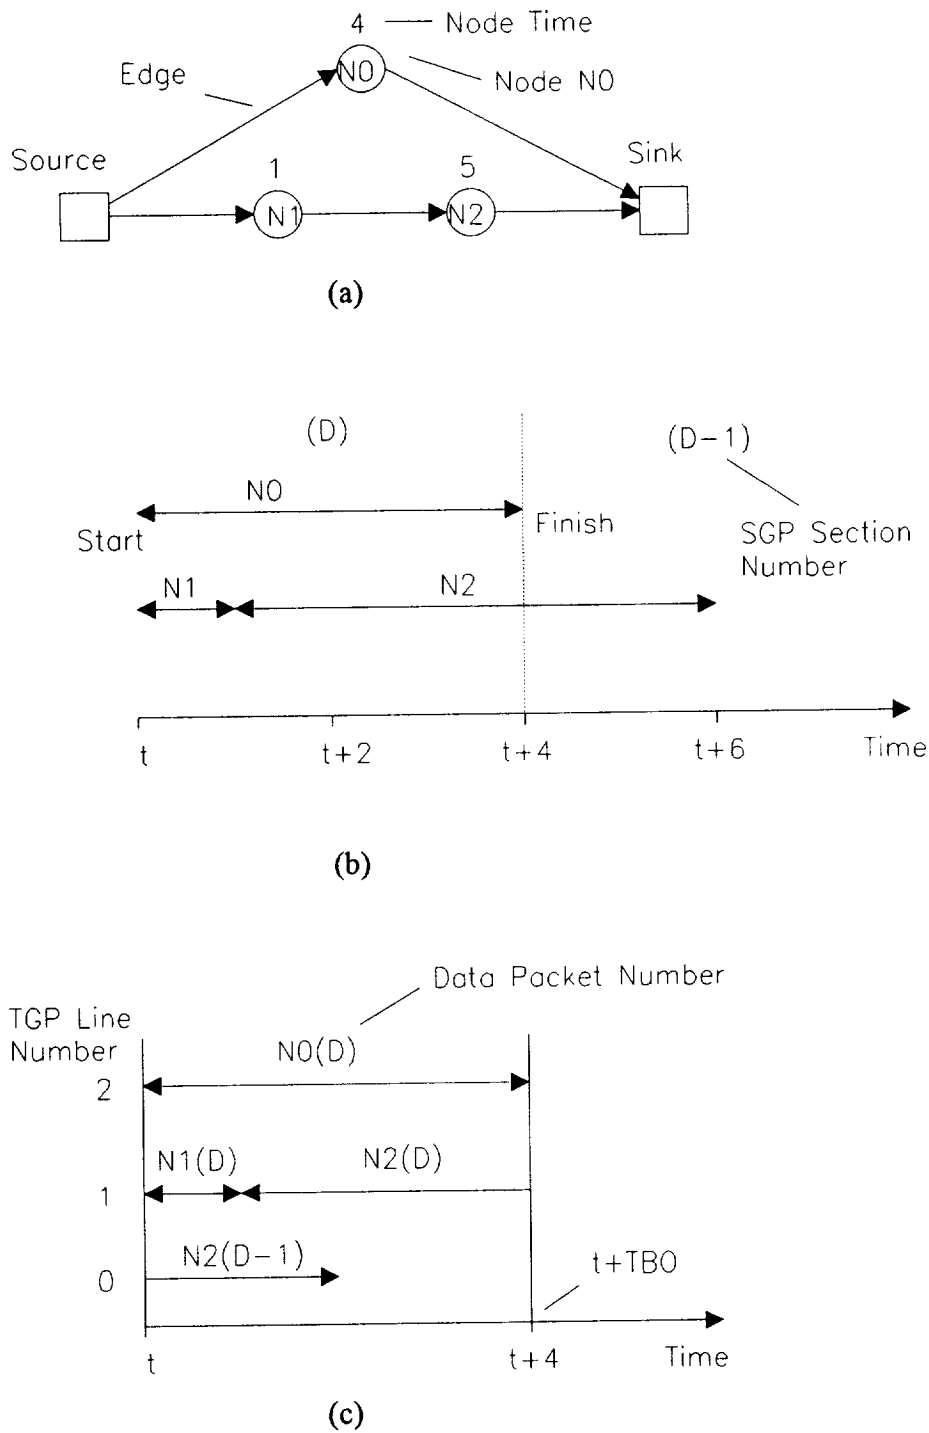 4 Node Time
N0
Node N0
Edge
Source
Sink
1
5
N1
N2
(a)
(D)
(D-1)
N0
Start
Finish
SGP Section
Number
N1
N2
t
t+2
t+4
t+6
Time
(b)
Data Packet Number
TGP Line
Number
N0(D)
2
N1(D)
N2(D)
1
N2(D-1)
0
t+TBO
t
t+4
Time
(c)